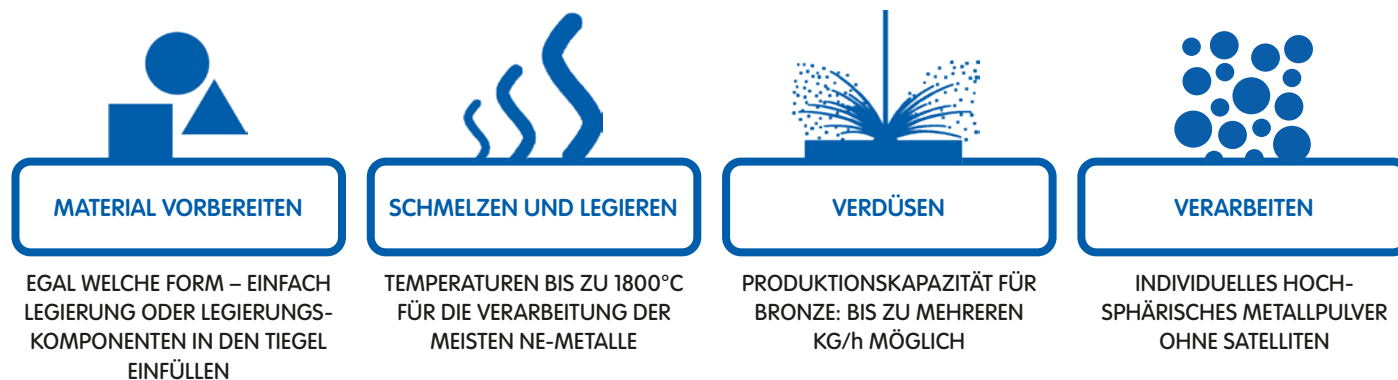 MATERIAL VORBEREITEN
EGAL WELCHE FORM – EINFACH
LEGIERUNG ODER LEGIERUNGS-
KOMPONENTEN IN DEN TIEGEL
EINFÜLLEN
SCHMELZEN UND LEGIEREN
TEMPERATUREN BIS ZU 1800°C
FÜR DIE VERARBEITUNG DER
MEISTEN NE-METALLE
VERDÜSEN
PRODUKTIONSKAPAZITÄT FÜR
BRONZE: BIS ZU MEHREREN
KG/h MÖGLICH
VERARBEITEN
INDIVIDUELLES HOCH-
SPHÄRISCHES METALLPULVER
OHNE SATELLITEN